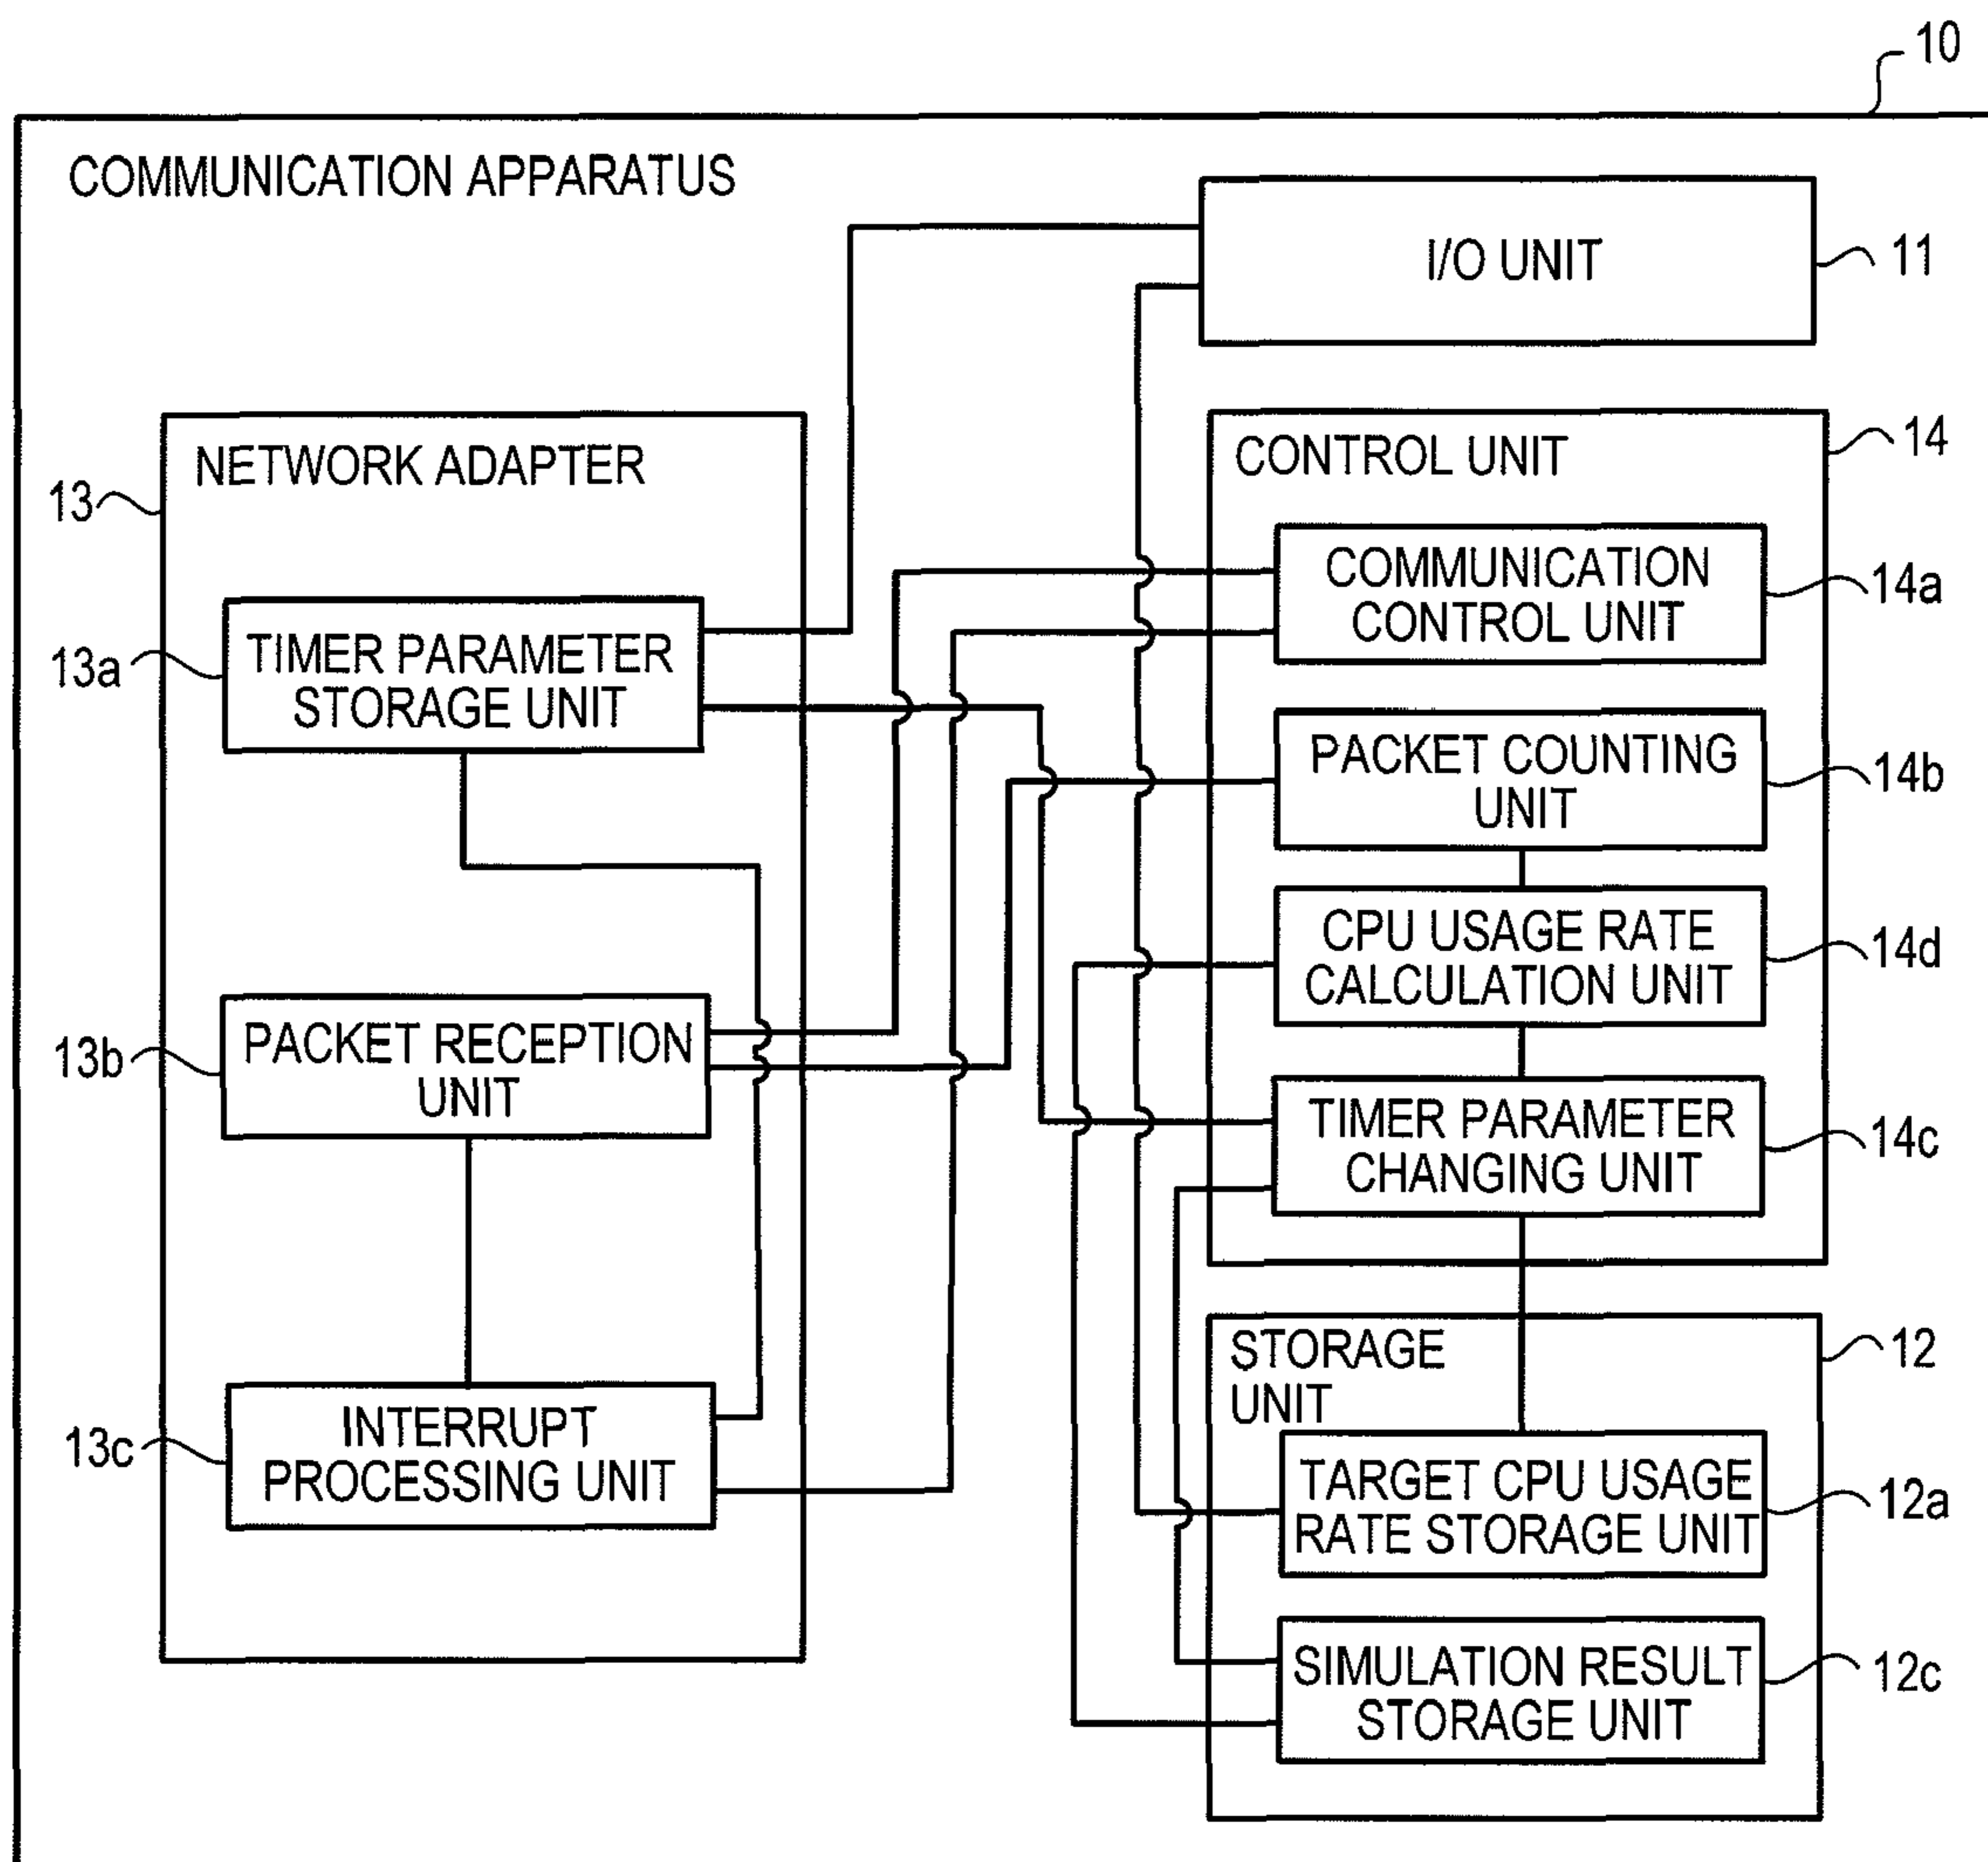 10
COMMUNICATION APPARATUS
I/O UNIT
11
NETWORK ADAPTER
13
TIMER PARAMETER
STORAGE UNIT
13a
PACKET RECEPTION
UNIT
13b
INTERRUPT
PROCESSING UNIT
13c
CONTROL UNIT
14
COMMUNICATION
CONTROL UNIT
14a
PACKET COUNTING
UNIT
14b
CPU USAGE RATE
CALCULATION UNIT
14d
TIMER PARAMETER
CHANGING UNIT
14c
STORAGE
UNIT
12
TARGET CPU USAGE
RATE STORAGE UNIT
12a
SIMULATION RESULT
STORAGE UNIT
12c